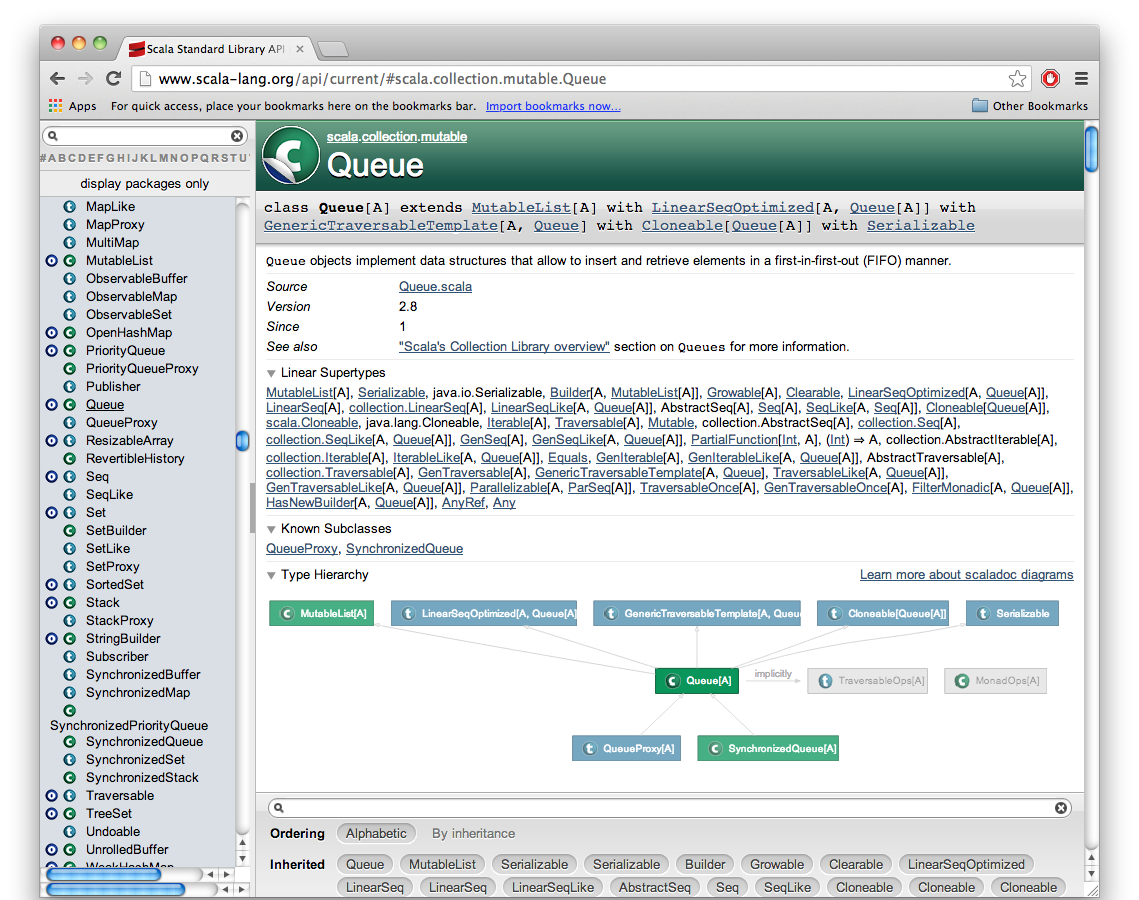 Scala Standard Library API
www.scala-lang.org/api/current/#scala.collection.mutable.Queue
Apps For quick access, place your bookmarks here on the bookmarks bar. Import bookmarks now... Other Bookmarks
#ABCDEFGHIJKLMNOPQRSTU
display packages only
MapLike
MapProxy
MultiMap
MutableList
ObservableBuffer
ObservableMap
ObservableSet
OpenHashMap
PriorityQueue
PriorityQueueProxy
Publisher
Queue
QueueProxy
ResizableArray
RevertibleHistory
Seq
SeqLike
Set
SetBuilder
SetLike
SetProxy
SortedSet
Stack
StackProxy
StringBuilder
Subscriber
SynchronizedBuffer
SynchronizedMap
SynchronizedPriorityQueue
SynchronizedQueue
SynchronizedSet
SynchronizedStack
Traversable
TreeSet
Undoable
UnrolledBuffer
WeakHashMap
scala.collection.mutable
Queue
class Queue[A] extends MutableList[A] with LinearSeqOptimized[A, Queue[A]] with
GenericTraversableTemplate[A, Queue] with Cloneable[Queue[A]] with Serializable
Queue objects implement data structures that allow to insert and retrieve elements in a first-in-first-out (FIFO) manner.
Source Queue.scala
Version 2.8
Since 1
See also "Scala's Collection Library overview" section on Queues for more information.
Linear Supertypes
MutableList[A], Serializable, java.io.Serializable, Builder[A, MutableList[A]], Growable[A], Clearable, LinearSeqOptimized[A, Queue[A]],
LinearSeq[A], collection.LinearSeq[A], LinearSeqLike[A, Queue[A]], AbstractSeq[A], Seq[A], SeqLike[A, Seq[A]], Cloneable[Queue[A]],
scala.Cloneable, java.lang.Cloneable, Iterable[A], Traversable[A], Mutable, collection.AbstractSeq[A], collection.Seq[A],
collection.SeqLike[A, Queue[A]], GenSeq[A], GenSeqLike[A, Queue[A]], PartialFunction[Int, A], (Int) ⇒ A, collection.AbstractIterable[A],
collection.Iterable[A], IterableLike[A, Queue[A]], Equals, GenIterable[A], GenIterableLike[A, Queue[A]], AbstractTraversable[A],
collection.Traversable[A], GenTraversable[A], GenericTraversableTemplate[A, Queue], TraversableLike[A, Queue[A]],
GenTraversableLike[A, Queue[A]], Parallelizable[A, ParSeq[A]], TraversableOnce[A], GenTraversableOnce[A], FilterMonadic[A, Queue[A]],
HasNewBuilder[A, Queue[A]], AnyRef, Any
Known Subclasses
QueueProxy, SynchronizedQueue
Type Hierarchy Learn more about scaladoc diagrams
MutableList[A] LinearSeqOptimized[A, Queue[A]] GenericTraversableTemplate[A, Queue] Cloneable[Queue[A]] Serializable
Queue[A] implicitly TraversableOps[A] MonadOps[A]
QueueProxy[A] SynchronizedQueue[A]
Ordering Alphabetic By inheritance
Inherited Queue MutableList Serializable Serializable Builder Growable Clearable LinearSeqOptimized
LinearSeq LinearSeq LinearSeqLike AbstractSeq Seq SeqLike Cloneable Cloneable Cloneable